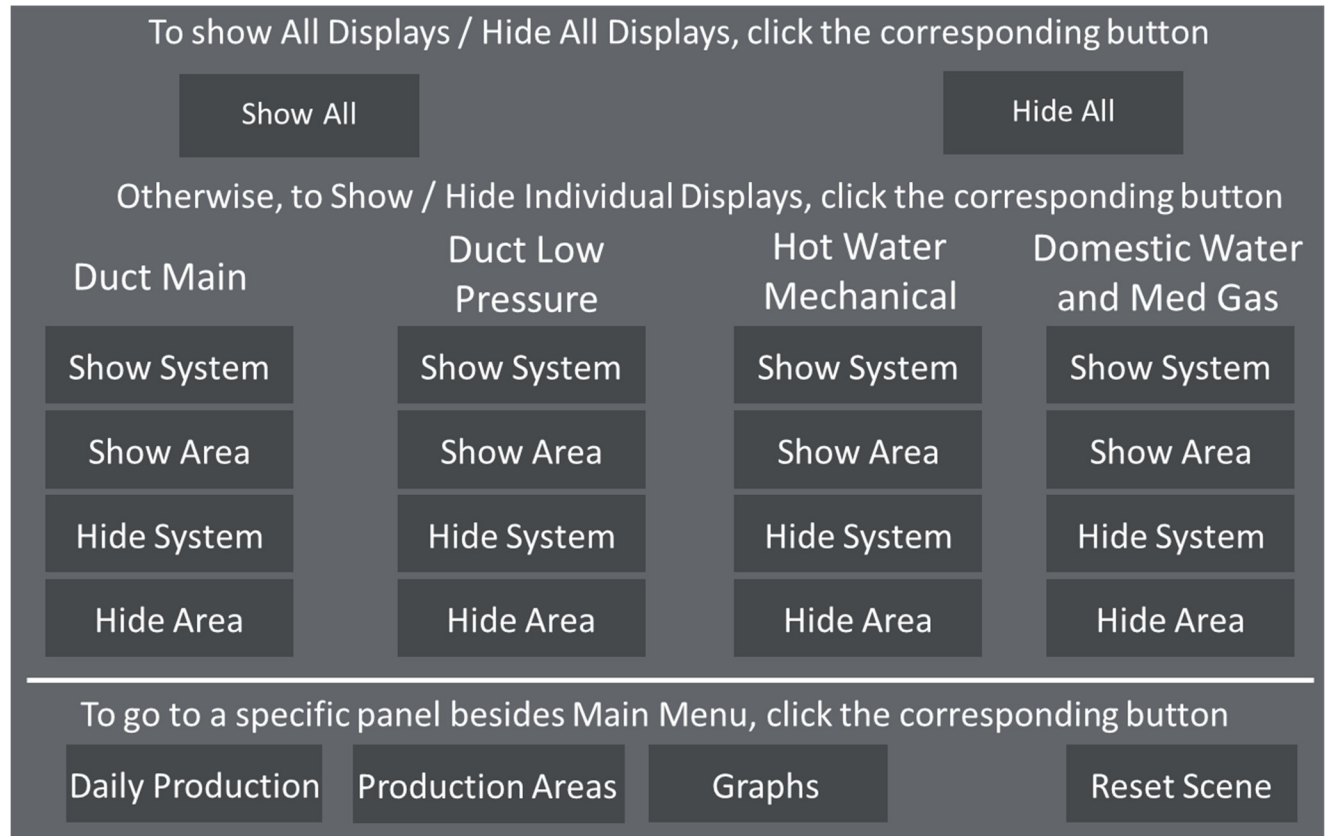 To show All Displays / Hide All Displays, click the corresponding button
Show All
Hide All
Otherwise, to Show / Hide Individual Displays, click the corresponding button
Duct Main
Duct Low
Pressure
Hot Water
Mechanical
Domestic Water
and Med Gas
Show System
Show System
Show System
Show System
Show Area
Show Area
Show Area
Show Area
Hide System
Hide System
Hide System
Hide System
Hide Area
Hide Area
Hide Area
Hide Area
To go to a specific panel besides Main Menu, click the corresponding button
Daily Production
Production Areas
Graphs
Reset Scene